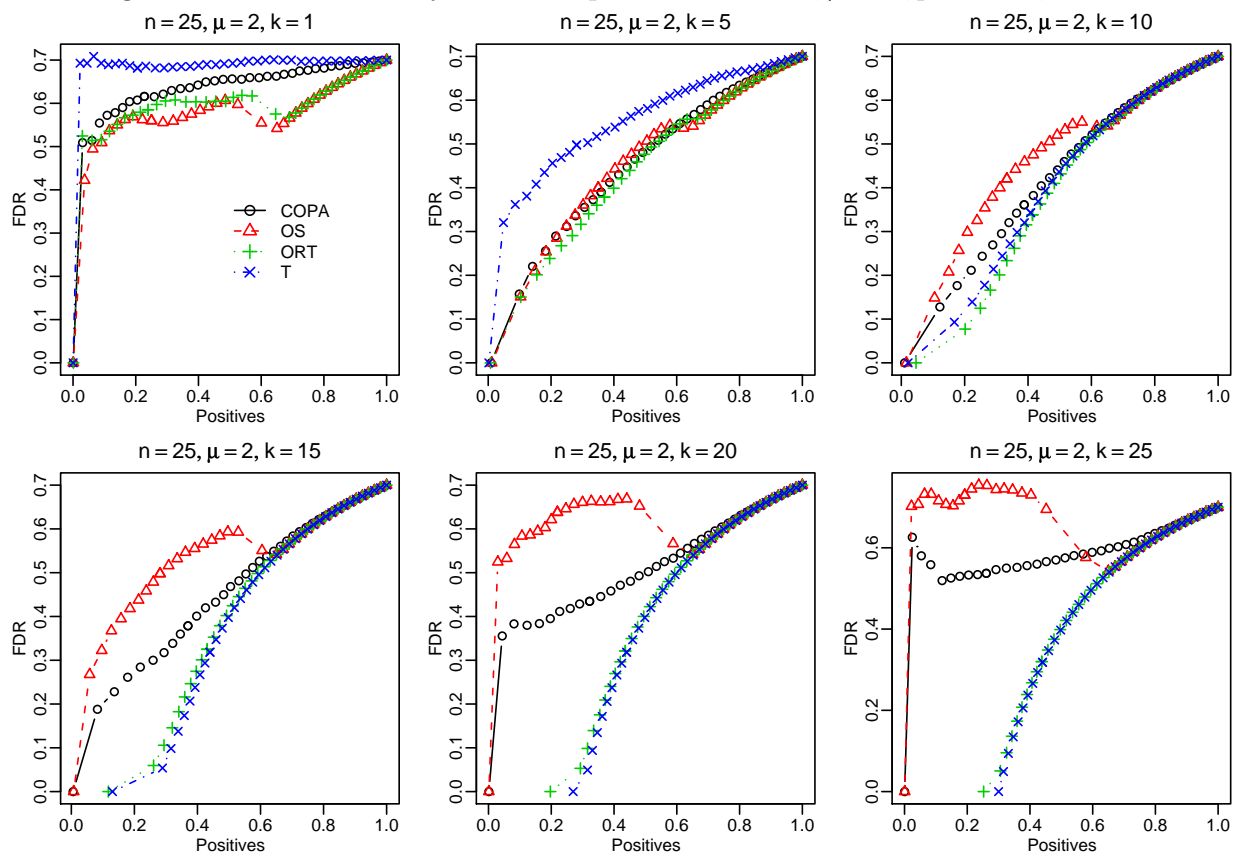 n = 25, μ = 2, k = 1
n = 25, μ = 2, k = 5
n = 25, μ = 2, k = 10
FDR
0.0 0.1 0.2 0.3 0.4 0.5 0.6 0.7
COPA
OS
ORT
T
0.0 0.2 0.4 0.6 0.8 1.0
Positives
FDR
0.0 0.1 0.2 0.3 0.4 0.5 0.6 0.7
0.0 0.2 0.4 0.6 0.8 1.0
Positives
FDR
0.0 0.1 0.2 0.3 0.4 0.5 0.6 0.7
0.0 0.2 0.4 0.6 0.8 1.0
Positives
n = 25, μ = 2, k = 15
n = 25, μ = 2, k = 20
n = 25, μ = 2, k = 25
FDR
0.0 0.1 0.2 0.3 0.4 0.5 0.6 0.7
0.0 0.2 0.4 0.6 0.8 1.0
Positives
FDR
0.0 0.1 0.2 0.3 0.4 0.5 0.6 0.7
0.0 0.2 0.4 0.6 0.8 1.0
Positives
FDR
0.0 0.2 0.4 0.6
0.0 0.2 0.4 0.6 0.8 1.0
Positives